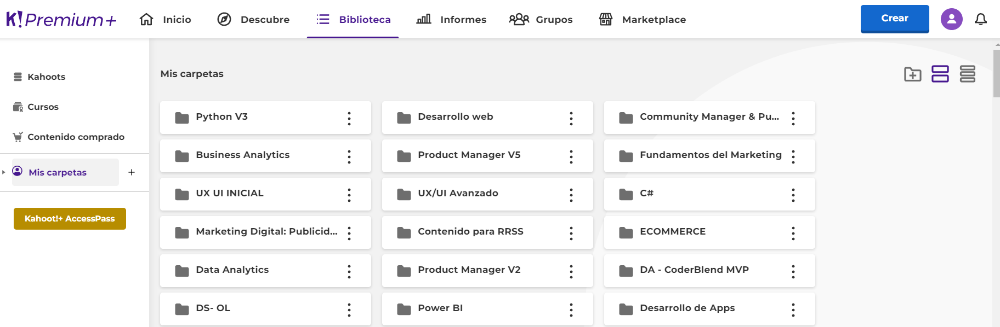 K! Premium+
Inicio
Descubre
Biblioteca
Informes
Grupos
Marketplace
Crear
Kahoots
Cursos
Contenido comprado
Mis carpetas
+
Kahoot!+ AccessPass
Mis carpetas
Python V3
Desarrollo web
Community Manager & Pu...
Business Analytics
Product Manager V5
Fundamentos del Marketing
UX UI INICIAL
UX/UI Avanzado
C#
Marketing Digital: Publicid...
Contenido para RRSS
ECOMMERCE
Data Analytics
Product Manager V2
DA - CoderBlend MVP
DS- OL
Power BI
Desarrollo de Apps